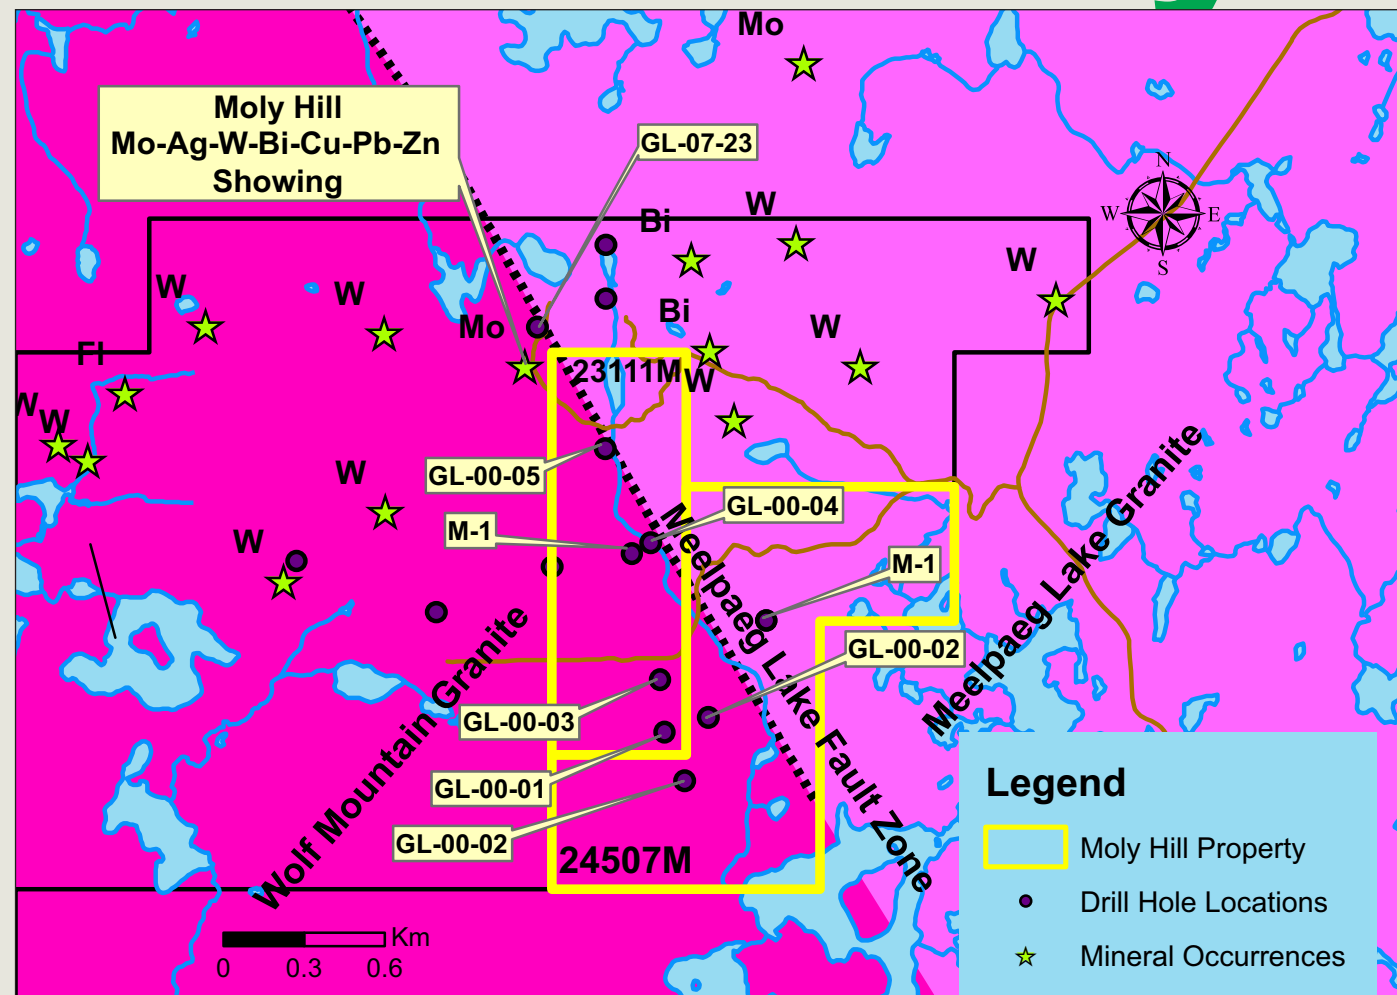 Mo
Moly Hill
Mo-Ag-W-Bi-Cu-Pb-Zn
Showing
GL-07-23
N
W
E
S
W
Bi
W
W
W
Mo
Bi
W
Fl
23111M
W
W
W
W
GL-00-05
GL-00-04
M-1
W
M-1
GL-00-02
GL-00-03
GL-00-01
GL-00-02
24507M
Wolf Mountain Granite
Meelpaeg Lake Fault Zone
Meelpaeg Lake Granite
Km
0 0.3 0.6
Legend
Moly Hill Property
Drill Hole Locations
Mineral Occurrences